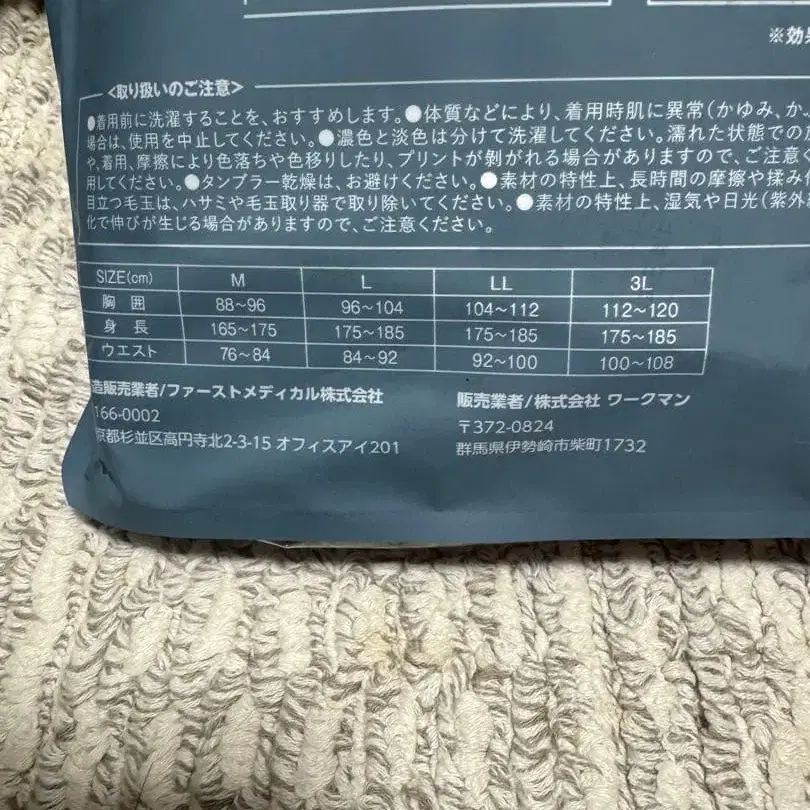 ※効果
<取り扱いのご注意>
●着用前に洗濯することを、おすすめします。●体質などにより、着用時肌に異常(かゆみ、か
場合は、使用を中止してください。●濃色と淡色は分けて洗濯してください。濡れた状態での
や、着用、摩擦により色落ちや色移りしたり、プリントが剥がれる場合がありますので、ご注意く
用してください。●タンブラー乾燥は、お避けください。●素材の特性上、長時間の摩擦や揉み
目立つ毛玉は、ハサミや毛玉取り器で取り除いてください。●素材の特性上、湿気や日光(紫外
化で伸びが生じる場合がありますので、ご注意ください。
SIZE(cm) M L LL 3L
胸囲 88~96 96~104 104~112 112~120
身長 165~175 175~185 175~185 175~185
ウエスト 76~84 84~92 92~100 100~108
造販売業者/ファーストメディカル株式会社
166-0002
京都杉並区高円寺北2-3-15 オフィスアイ201
販売業者/株式会社 ワークマン
〒372-0824
群馬県伊勢崎市柴町1732